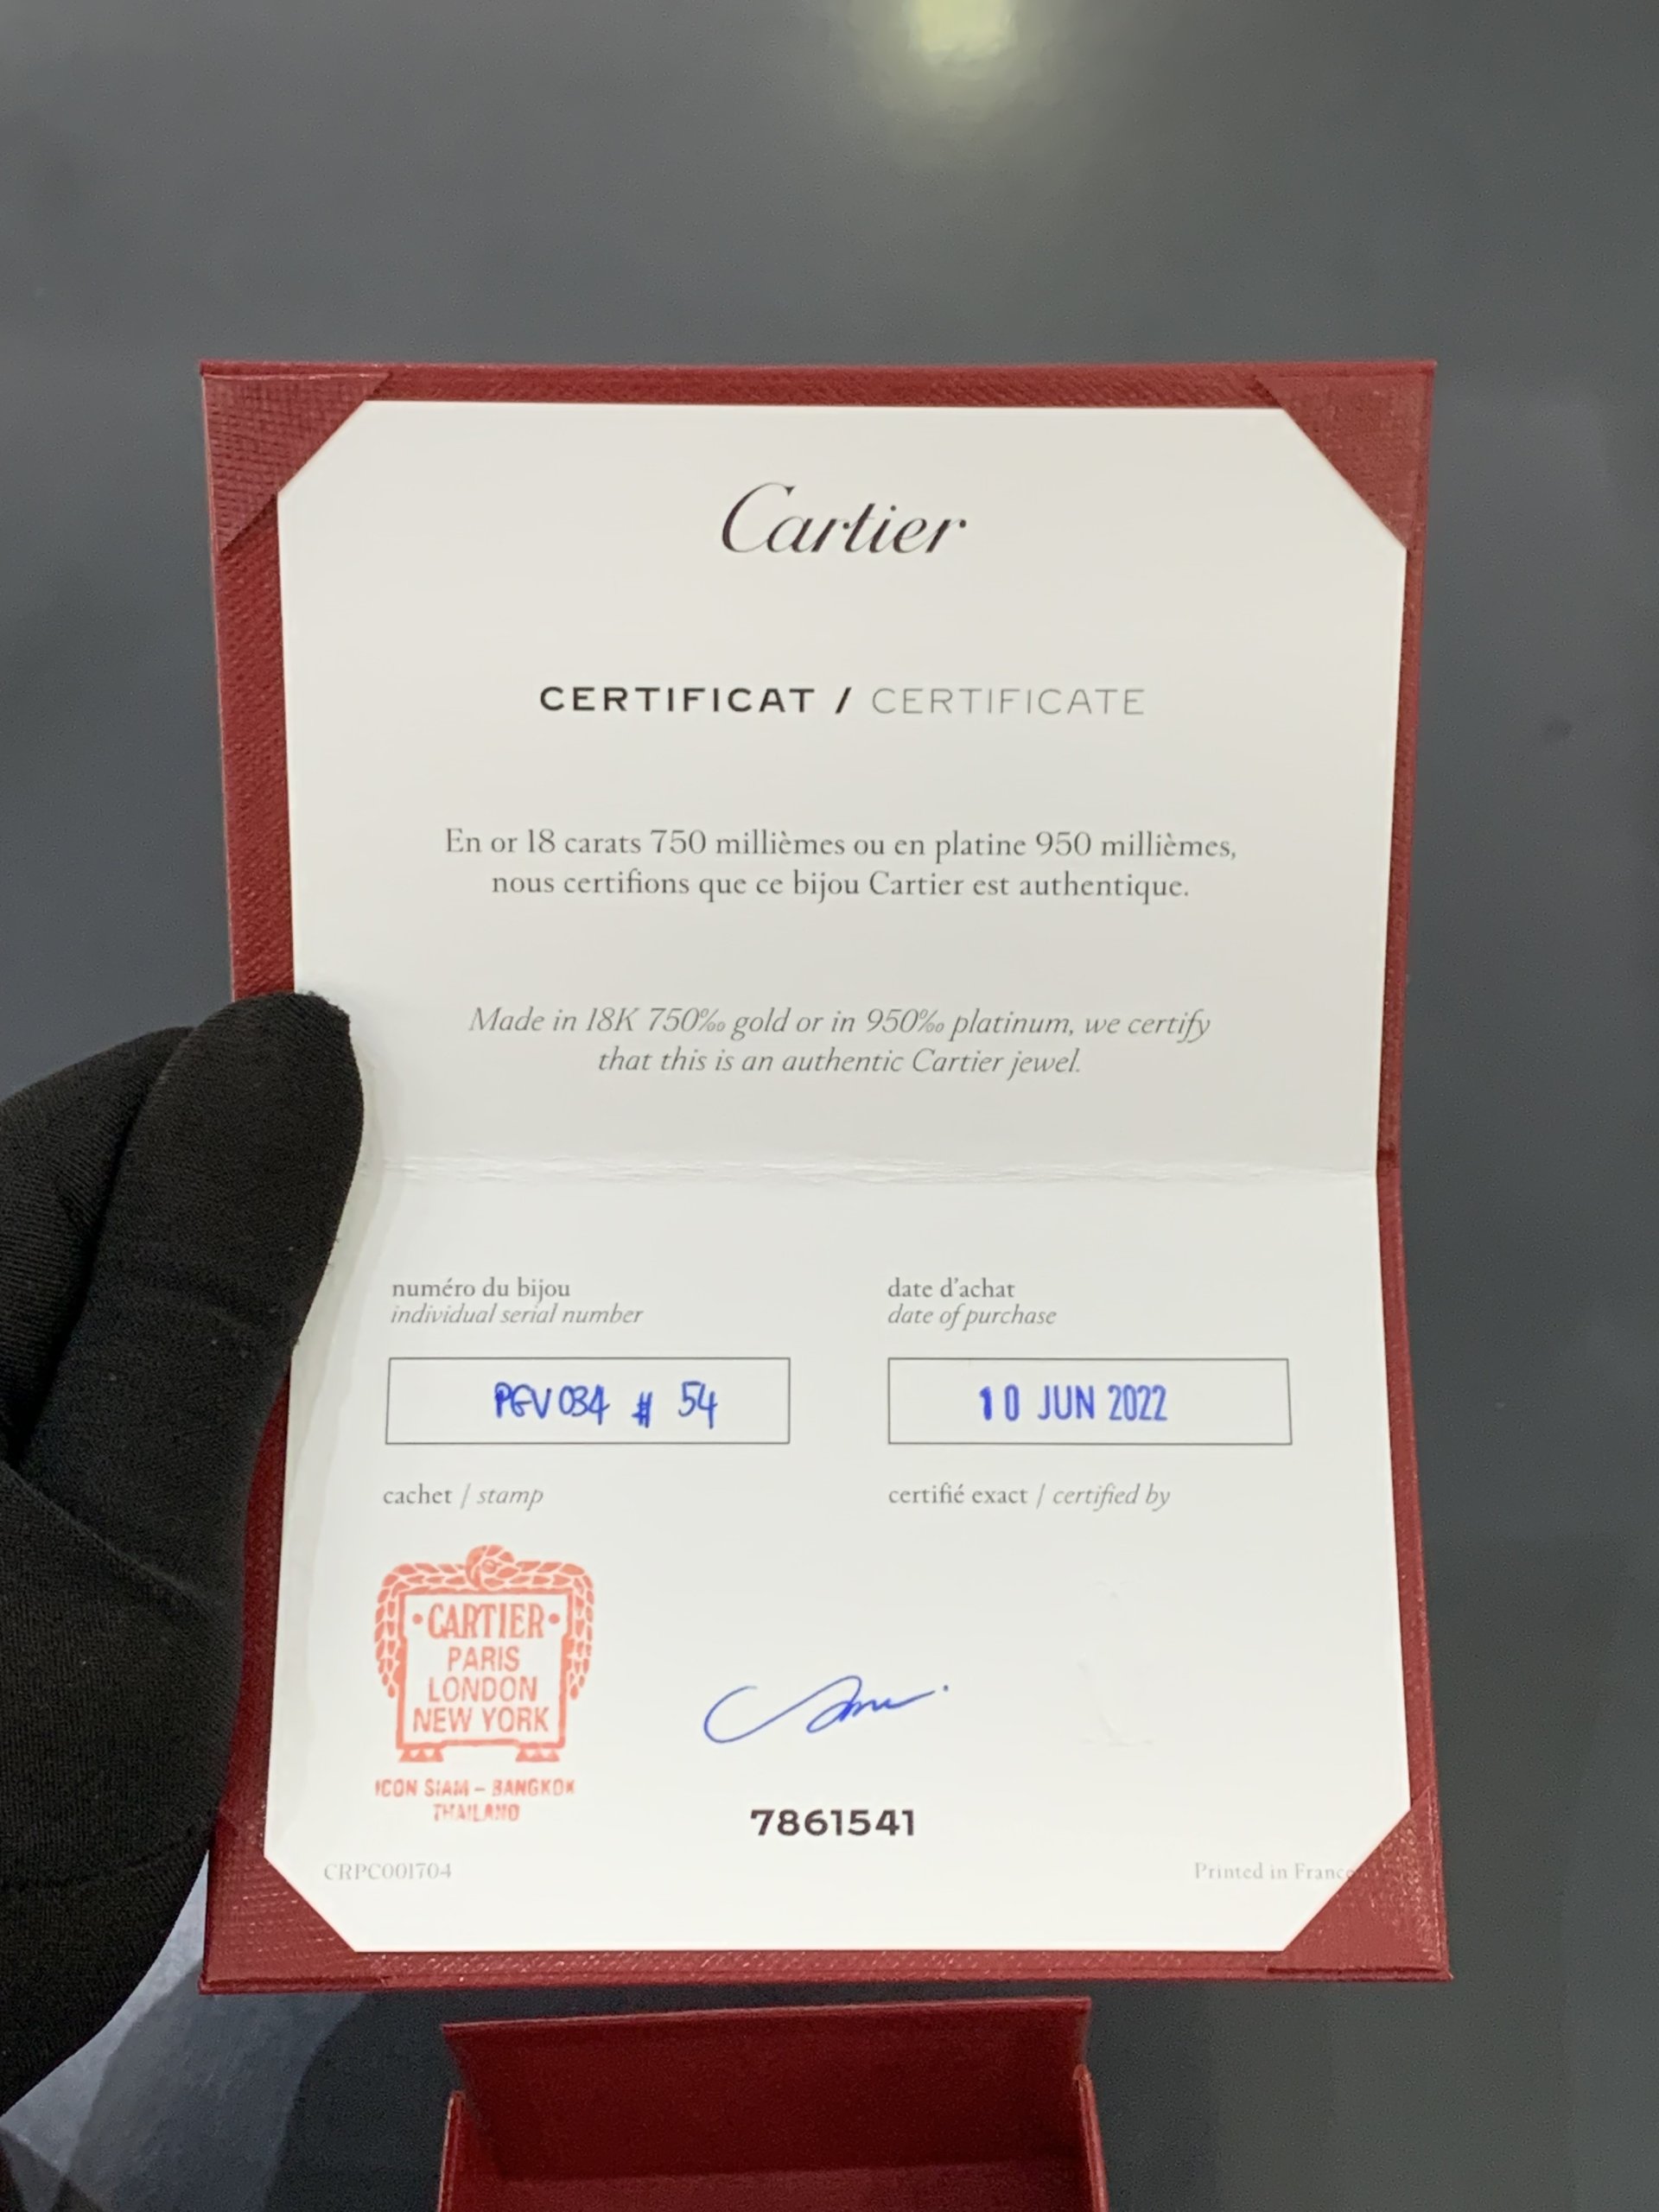 Cartier
CERTIFICAT / CERTIFICATE
En or 18 carats 750 millièmes ou en platine 950 millièmes,
nous certifions que ce bijou Cartier est authentique.
Made in 18K 750‰ gold or in 950‰ platinum, we certify
that this is an authentic Cartier jewel.
numéro du bijou
individual serial number
date d'achat
date of purchase
PGV034 # 54
10 JUN 2022
cachet / stamp
certifié exact / certified by
•CARTIER•
PARIS
LONDON
NEW YORK
ICON SIAM – BANGKOK
THAILAND
7861541
CRPC001704
Printed in France